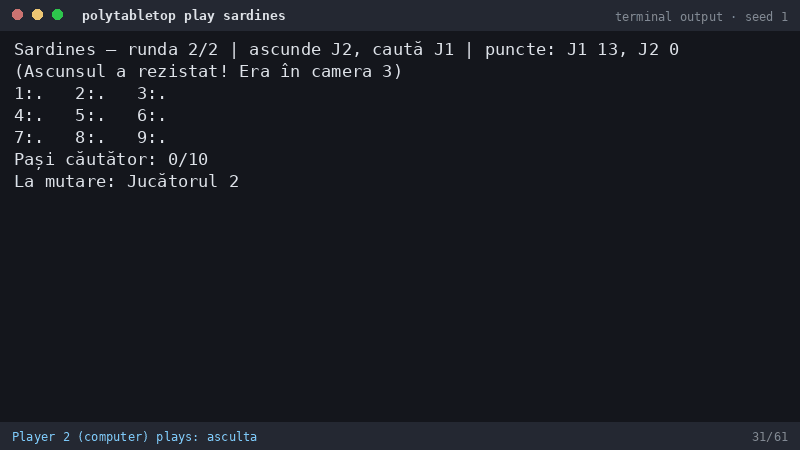 polytabletop play sardines
terminal output · seed 1
Sardines — runda 2/2 | ascunde J2, caută J1 | puncte: J1 13, J2 0
(Ascunsul a rezistat! Era în camera 3)
1:. 2:. 3:.
4:. 5:. 6:.
7:. 8:. 9:.
Pași căutător: 0/10
La mutare: Jucătorul 2
Player 2 (computer) plays: asculta
31/61